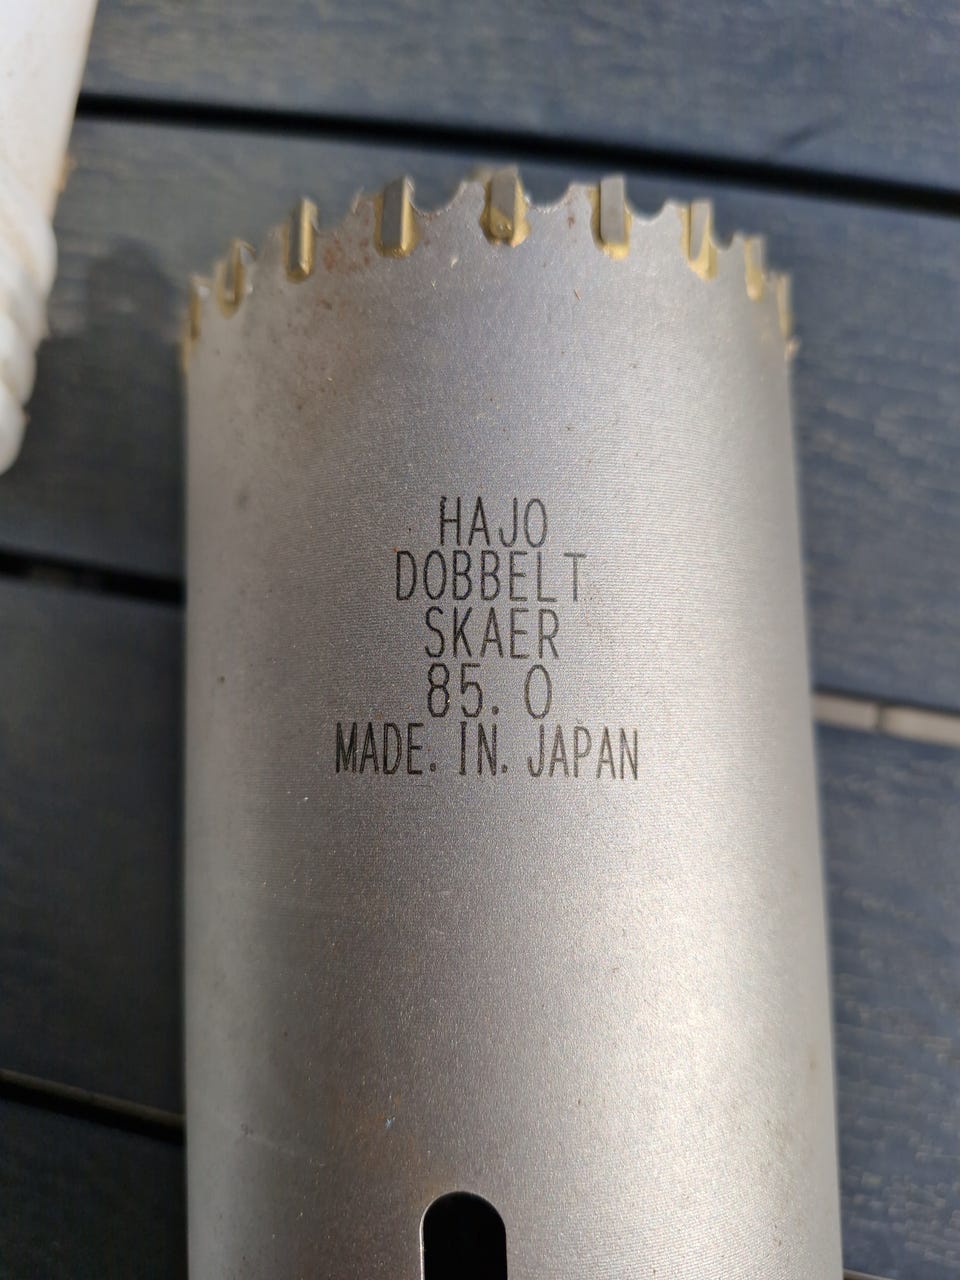 HAJO
DOBBELT
SKAER
85.0
MADE. IN. JAPAN